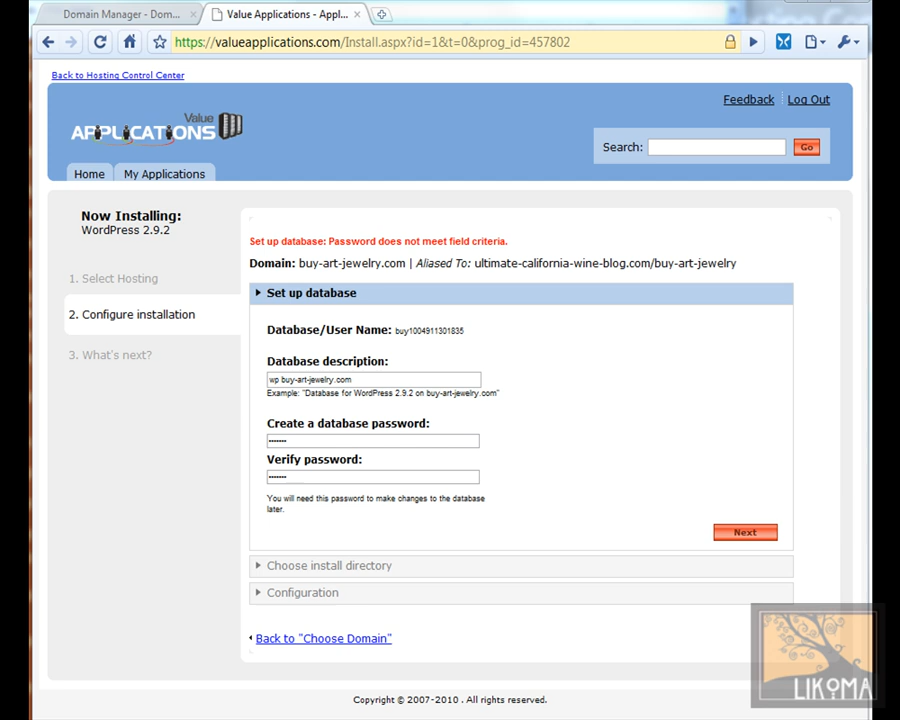 Domain Manager - Dom...
Value Applications - Appl...
https://valueapplications.com/Install.aspx?id=1&t=0&prog_id=457802
Back to Hosting Control Center
Feedback
Log Out
Value
APPLICATIONS
Search:
Go
Home
My Applications
Now Installing:
WordPress 2.9.2
1. Select Hosting
2. Configure installation
3. What's next?
Set up database: Password does not meet field criteria.
Domain: buy-art-jewelry.com | Aliased To: ultimate-california-wine-blog.com/buy-art-jewelry
Set up database
Database/User Name: buy1004911301835
Database description:
wp buy-art-jewelry.com
Example: "Database for WordPress 2.9.2 on buy-art-jewelry.com"
Create a database password:
Verify password:
You will need this password to make changes to the database
later.
Next
Choose install directory
Configuration
Back to "Choose Domain"
Copyright © 2007-2010 . All rights reserved.
LIKOMA